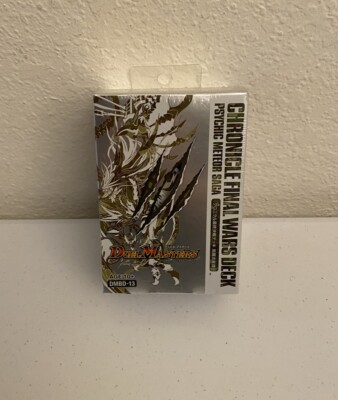 CHRONICLE FINAL WARS DECK
PSYCHIC METEOR SAGA
DUEL MASTERS
DMBD-13